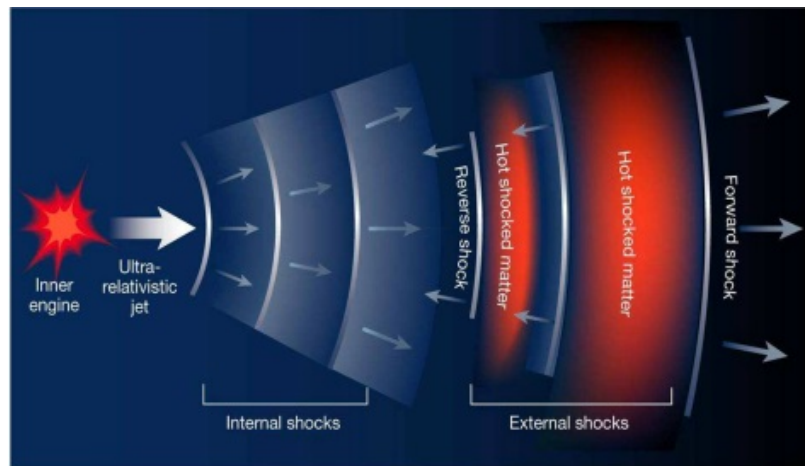 Inner
engine
Ultra-
relativistic
jet
Internal shocks
Reverse shock
Hot shocked matter
Hot shocked matter
Forward shock
External shocks